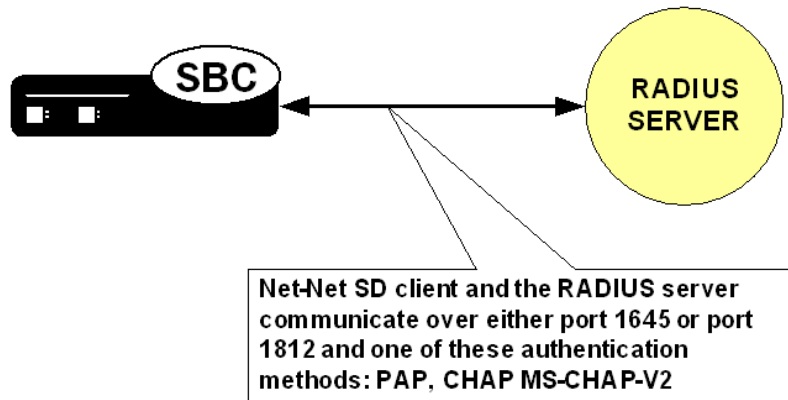 SBC
RADIUS
SERVER
Net-Net SD client and the RADIUS server
communicate over either port 1645 or port
1812 and one of these authentication
methods: PAP, CHAP MS-CHAP-V2